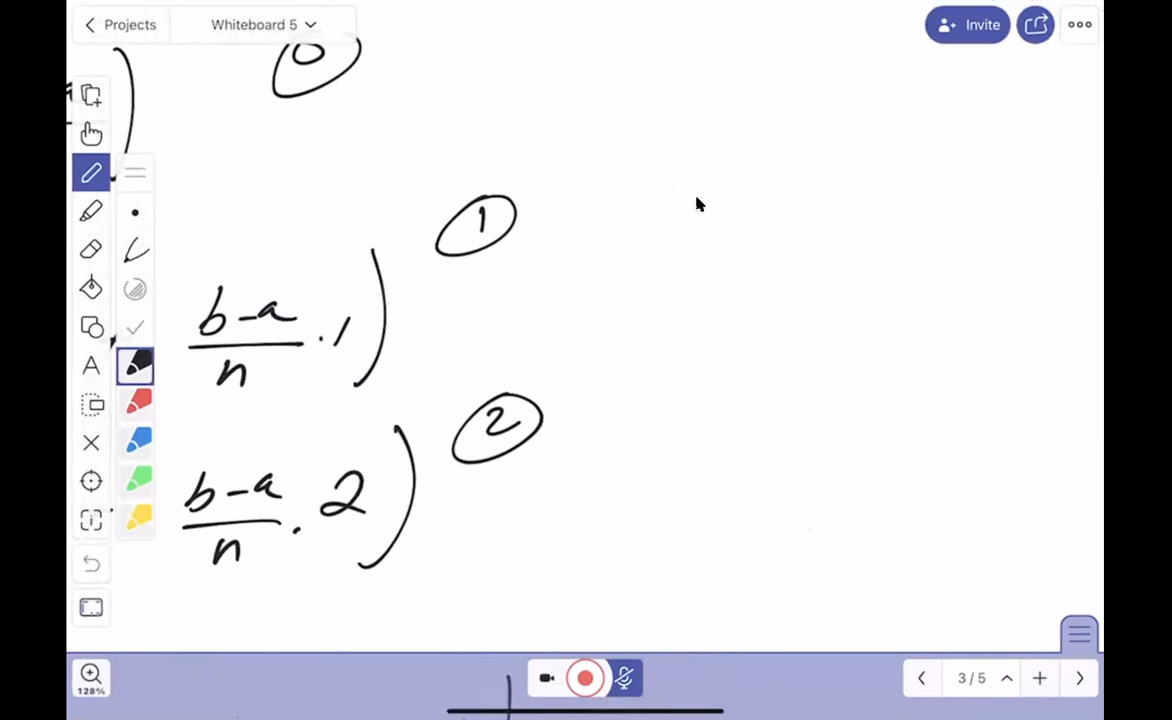 Projects
Whiteboard 5
Invite
a )
0
1
b-a
n
· 1 )
2
b-a
n
· 2 )
A
128%
3/5